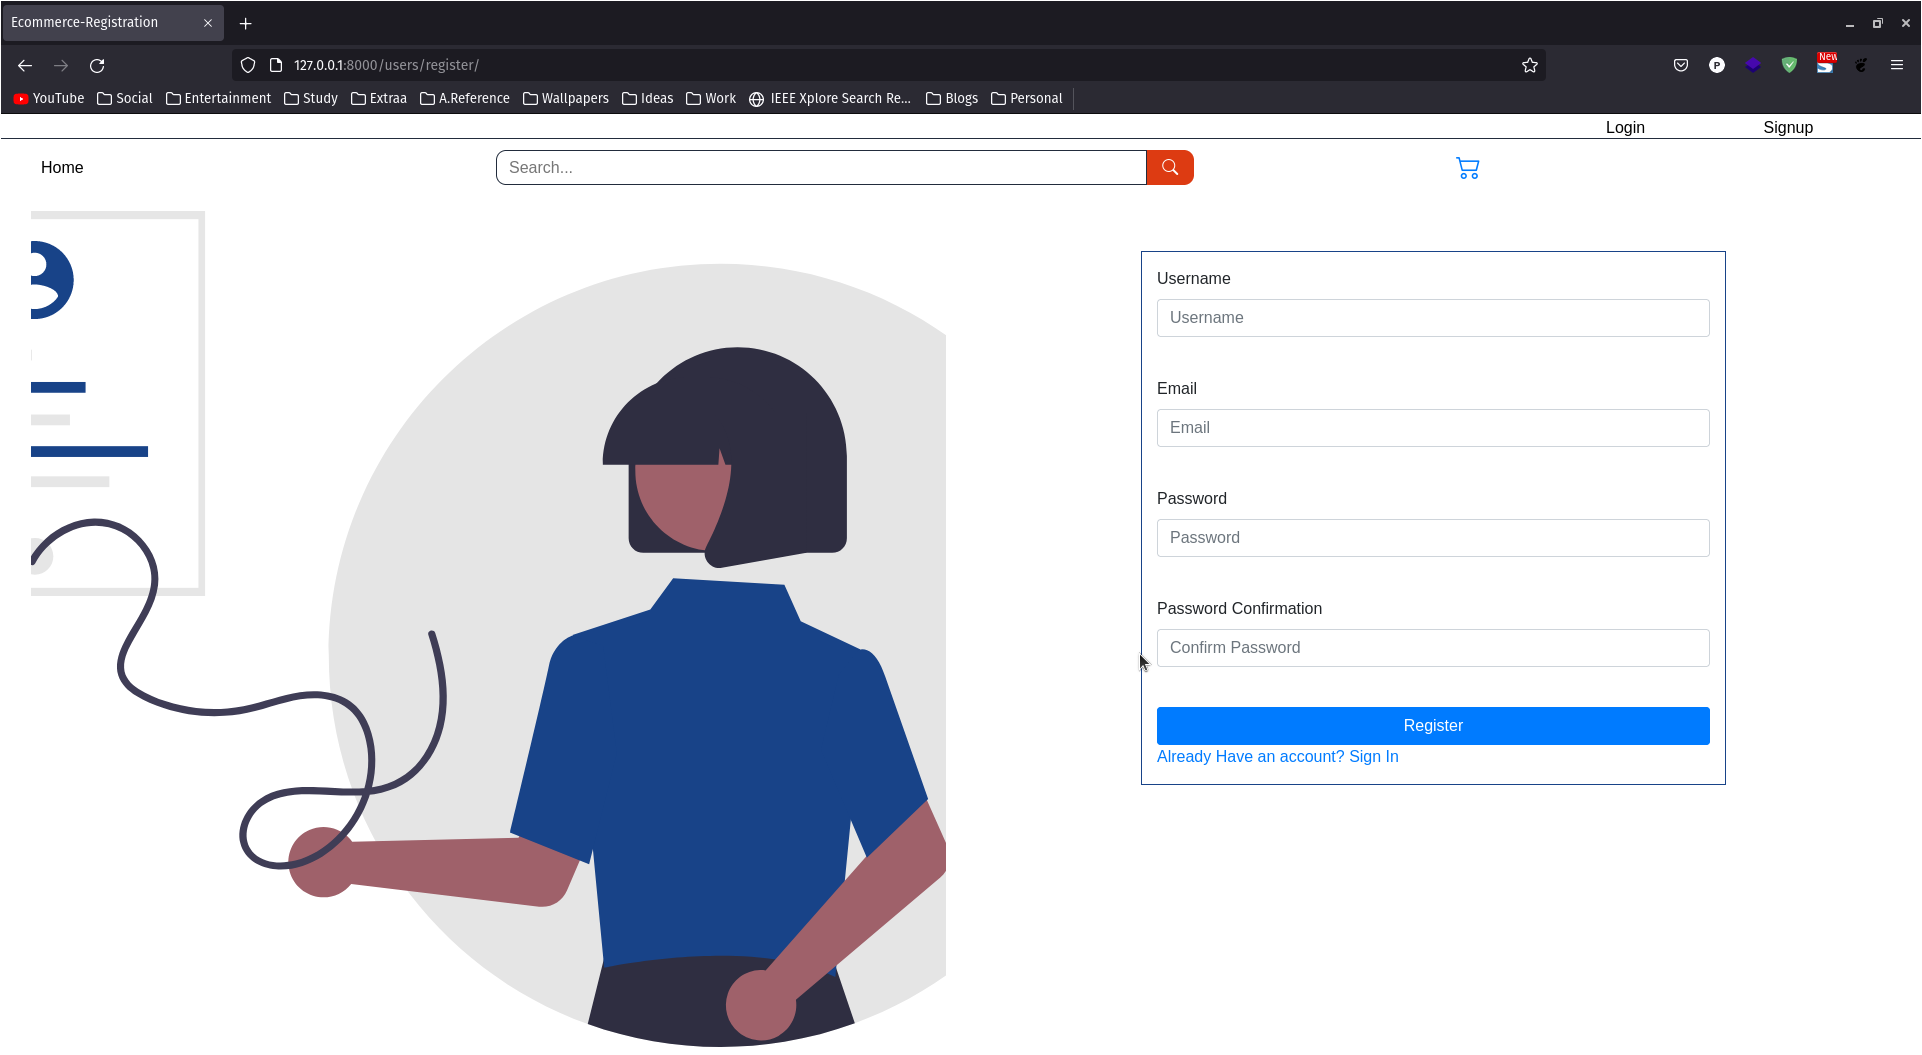 Ecommerce-Registration
127.0.0.1:8000/users/register/
P
New
YouTube Social Entertainment Study Extraa A.Reference Wallpapers Ideas Work IEEE Xplore Search Re... Blogs Personal
Login Signup
Home Search...
Username
Username
Email
Email
Password
Password
Password Confirmation
Confirm Password
Register
Already Have an account? Sign In